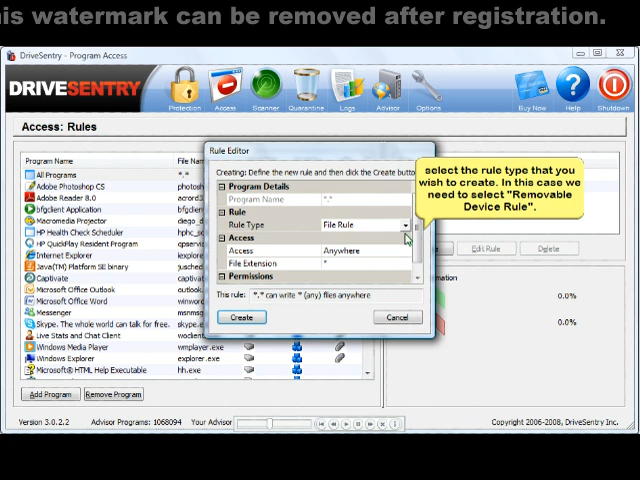 his watermark can be removed after registration.
DriveSentry - Program Access
DRIVESENTRY
Protection Access Scanner Quarantine Logs Advisor Options Buy Now Help Shutdown
Access: Rules
Program Name File Nam
All Programs *.*
Adobe Photoshop CS photosh
Adobe Reader 8.0 acrord3
bfgclient Application bfgclien
Macromedia Projector
HP Health Check Scheduler hphc_s
HP QuickPlay Resident Program qpservic
Internet Explorer iexplore
Java(TM) Platform SE binary jusched
Captivate
Microsoft Office Outlook outlook
Microsoft Office Word winword
Messenger msnmsg
Skype. The whole world can talk for free. skype.e
Live Stats and Chat Client
Windows Media Player wmplayer.exe
Windows Explorer explorer.exe
Microsoft® HTML Help Executable hh.exe
Add Program Remove Program
Rule Editor
Creating: Define the new rule and then click the Create butto
Program Details
Program Name *.*
Rule
Rule Type File Rule
Access
Access Anywhere
File Extension *
Permissions
This rule: *.* can write * (any) files anywhere
Create Cancel
select the rule type that you
wish to create. In this case we
need to select "Removable
Device Rule".
Edit Rule Delete
mation
0.0%
0.0%
Version 3.0.2.2 Advisor Programs: 1068094 Your Advisor Copyright 2006-2008, DriveSentry Inc.